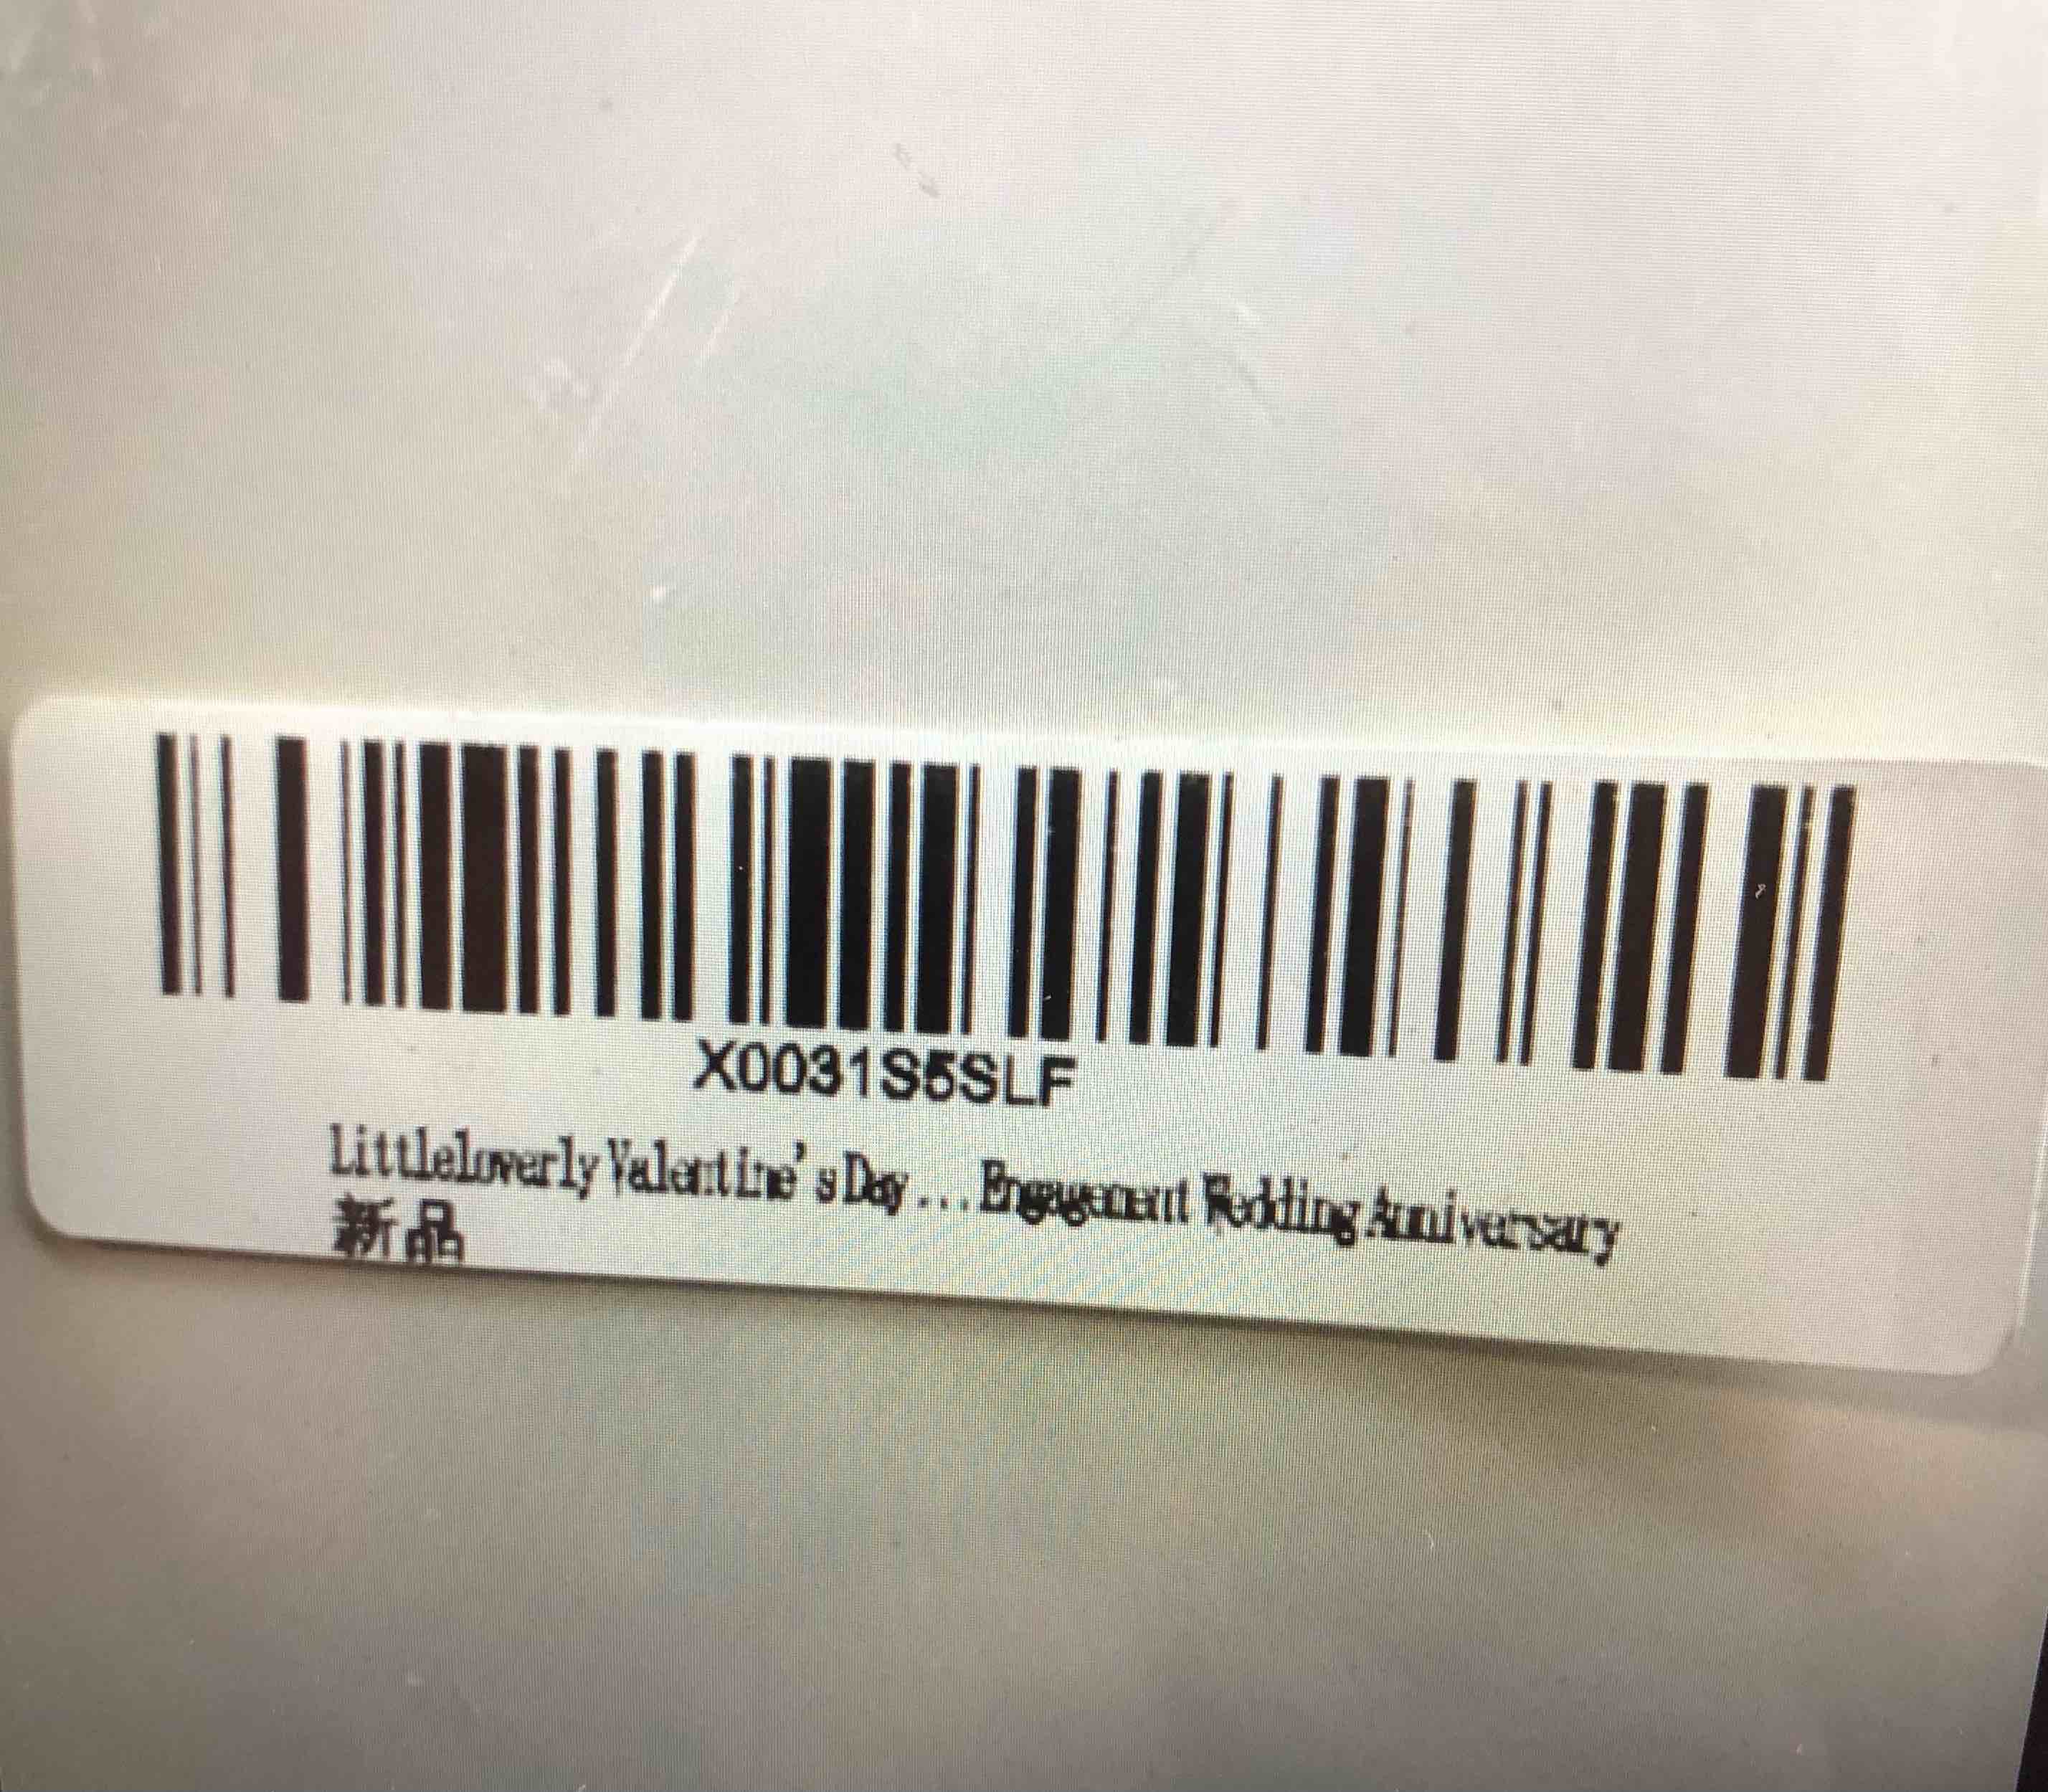 X0031S5SLF
Littleloverly Valentine's Day...Engagement Wedding Anniversary
新品